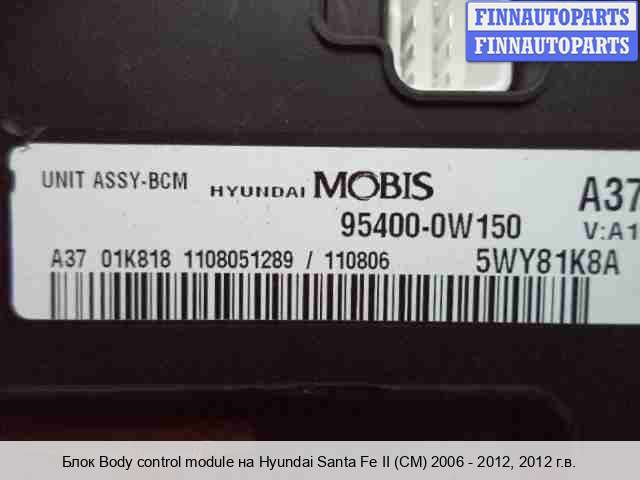 FINNAUTOPARTS
FINNAUTOPARTS
UNIT ASSY-BCM HYUNDAI MOBIS A37
95400-0W150 V:A1
A37 01K818 1108051289 / 110806 5WY81K8A
Блок Body control module на Hyundai Santa Fe II (CM) 2006 - 2012, 2012 г.в.